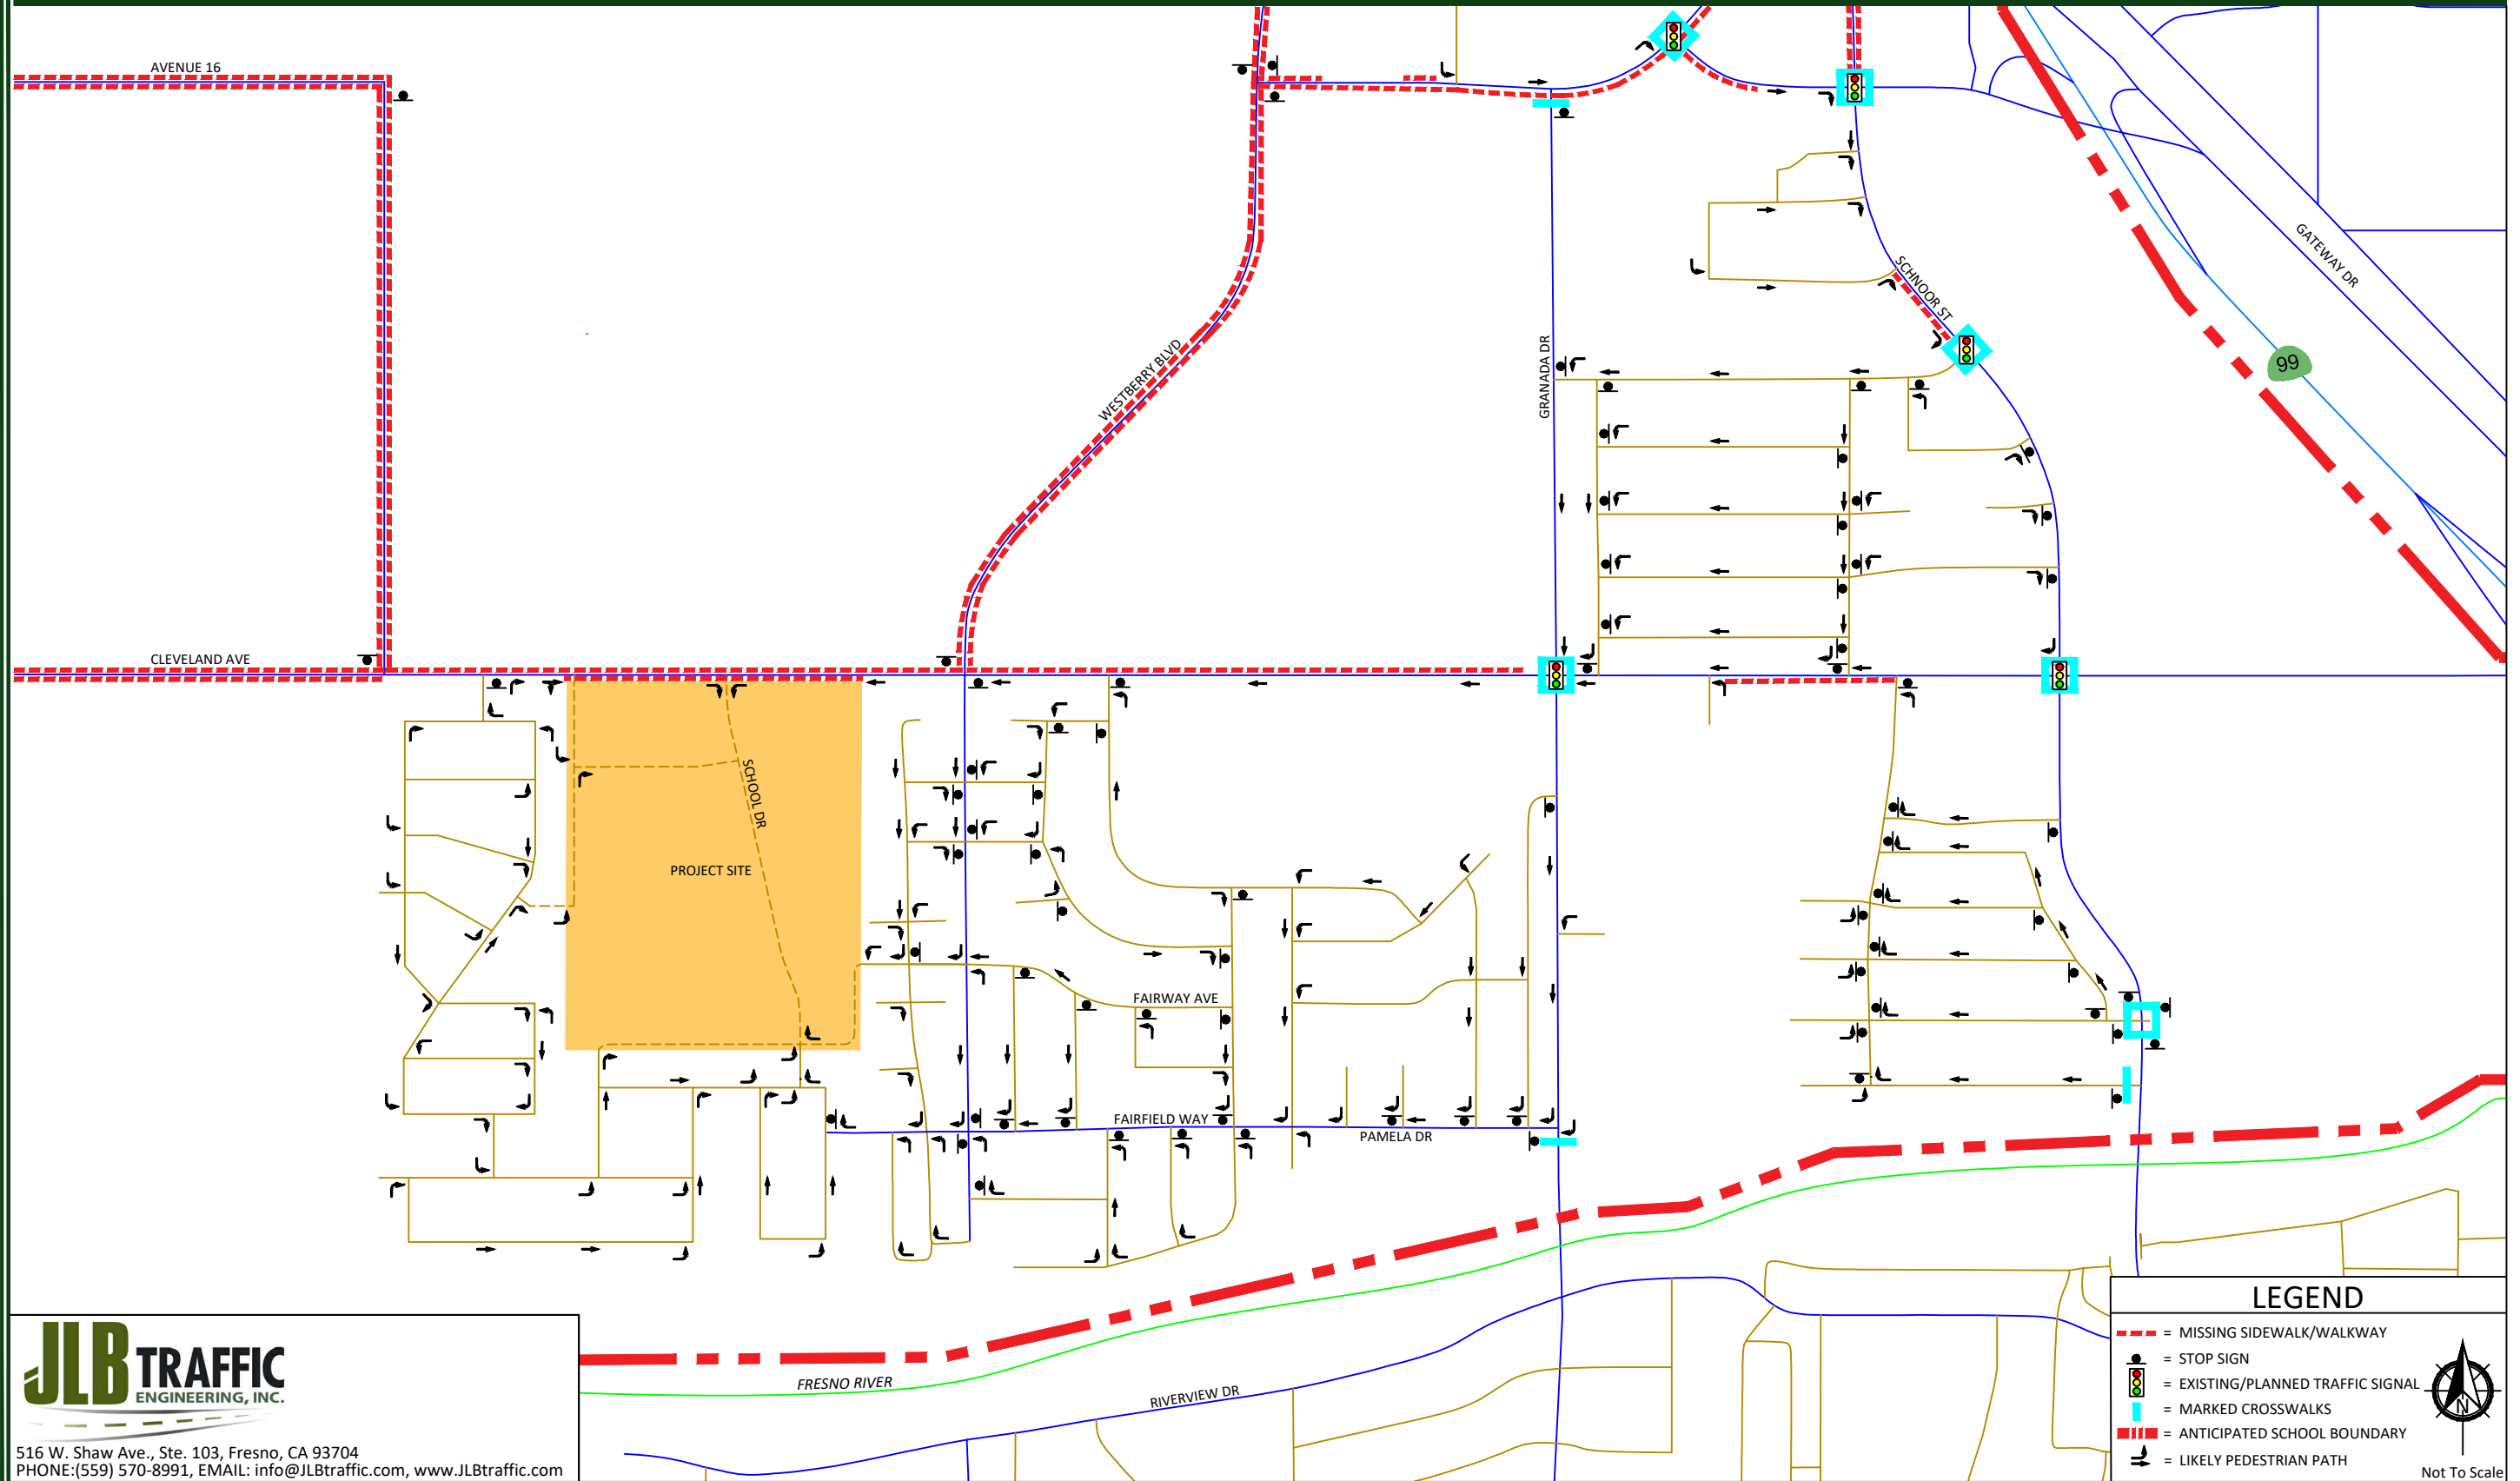 AVENUE 16
GATEWAY DR
SCHNOOR ST
GRANADA DR
WESTBERRY BLVD
99
CLEVELAND AVE
SCHOOL DR
PROJECT SITE
FAIRWAY AVE
FAIRFIELD WAY
PAMELA DR
FRESNO RIVER
RIVERVIEW DR
JLB TRAFFIC
ENGINEERING, INC.
516 W. Shaw Ave., Ste. 103, Fresno, CA 93704
PHONE:(559) 570-8991, EMAIL: info@JLBtraffic.com, www.JLBtraffic.com
LEGEND
= MISSING SIDEWALK/WALKWAY
= STOP SIGN
= EXISTING/PLANNED TRAFFIC SIGNAL
= MARKED CROSSWALKS
= ANTICIPATED SCHOOL BOUNDARY
= LIKELY PEDESTRIAN PATH
N
Not To Scale